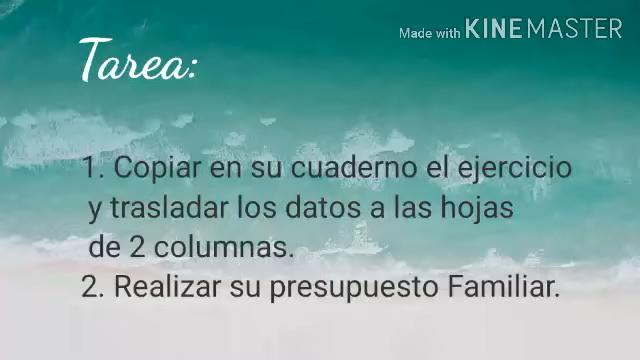 Made with KINEMASTER
Tarea:
1. Copiar en su cuaderno el ejercicio
y trasladar los datos a las hojas
de 2 columnas.
2. Realizar su presupuesto Familiar.